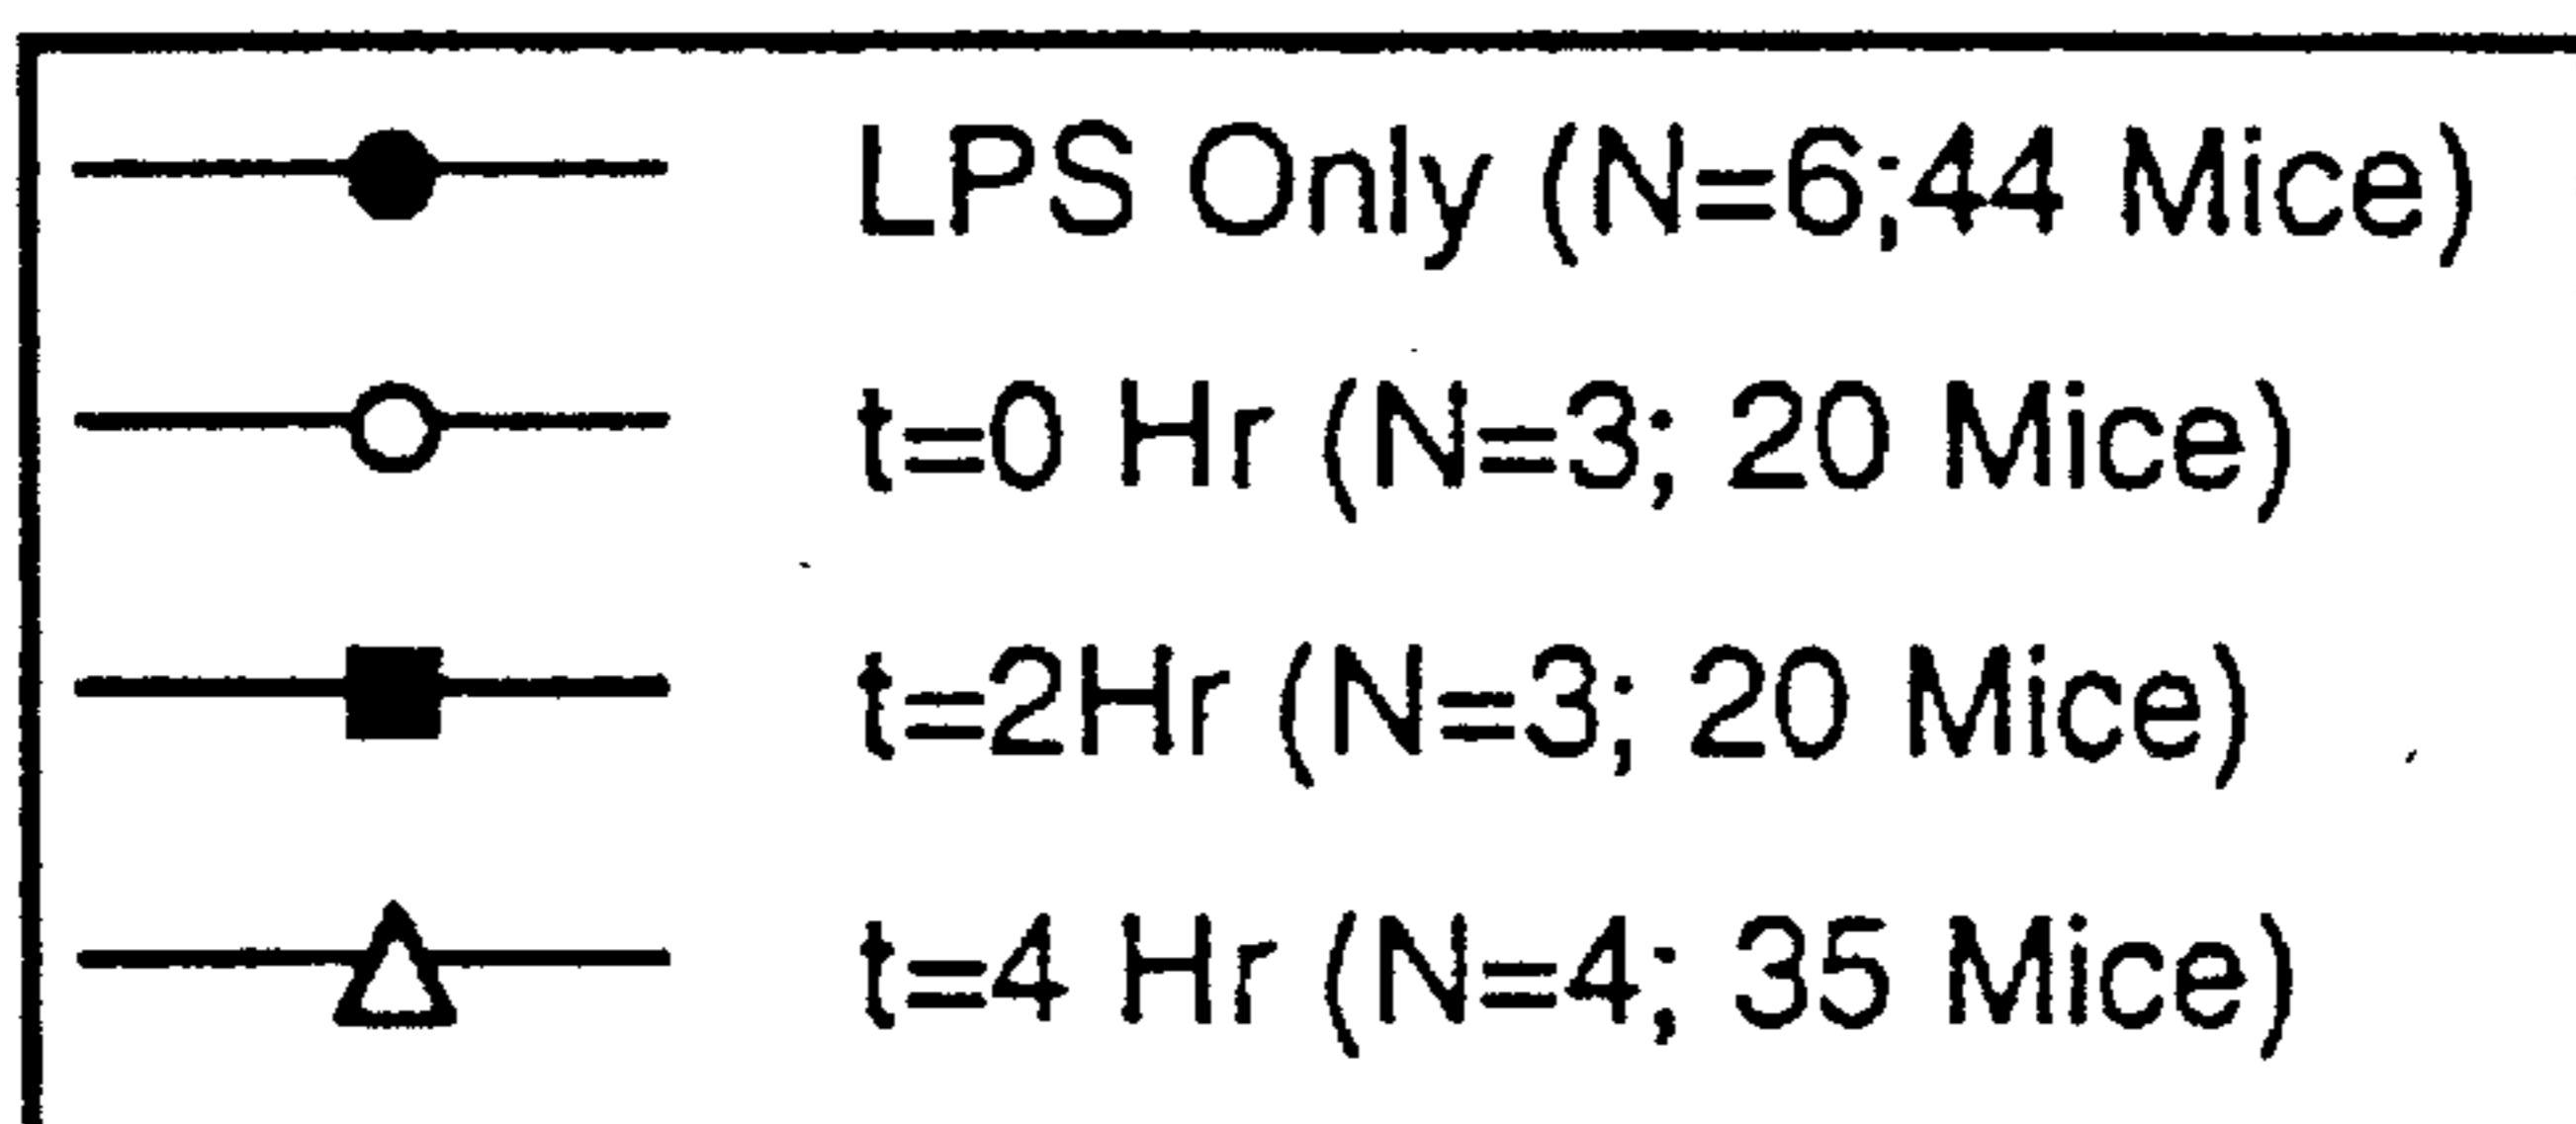 LPS Only (N=6;44 Mice)
t=0 Hr (N=3; 20 Mice)
t=2Hr (N=3; 20 Mice)
t=4 Hr (N=4; 35 Mice)